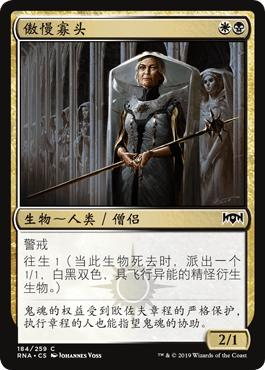 傲慢寡头
生物～人类 / 僧侣
警戒
往生1（当此生物死去时，派出一个
1/1，白黑双色，具飞行异能的精怪衍生
生物。）
鬼魂的权益受到欧佐夫章程的严格保护，
执行章程的人也能指望鬼魂的协助。
2/1
184/259 C
RNA • CS Johannes Voss
™ & © 2019 Wizards of the Coast